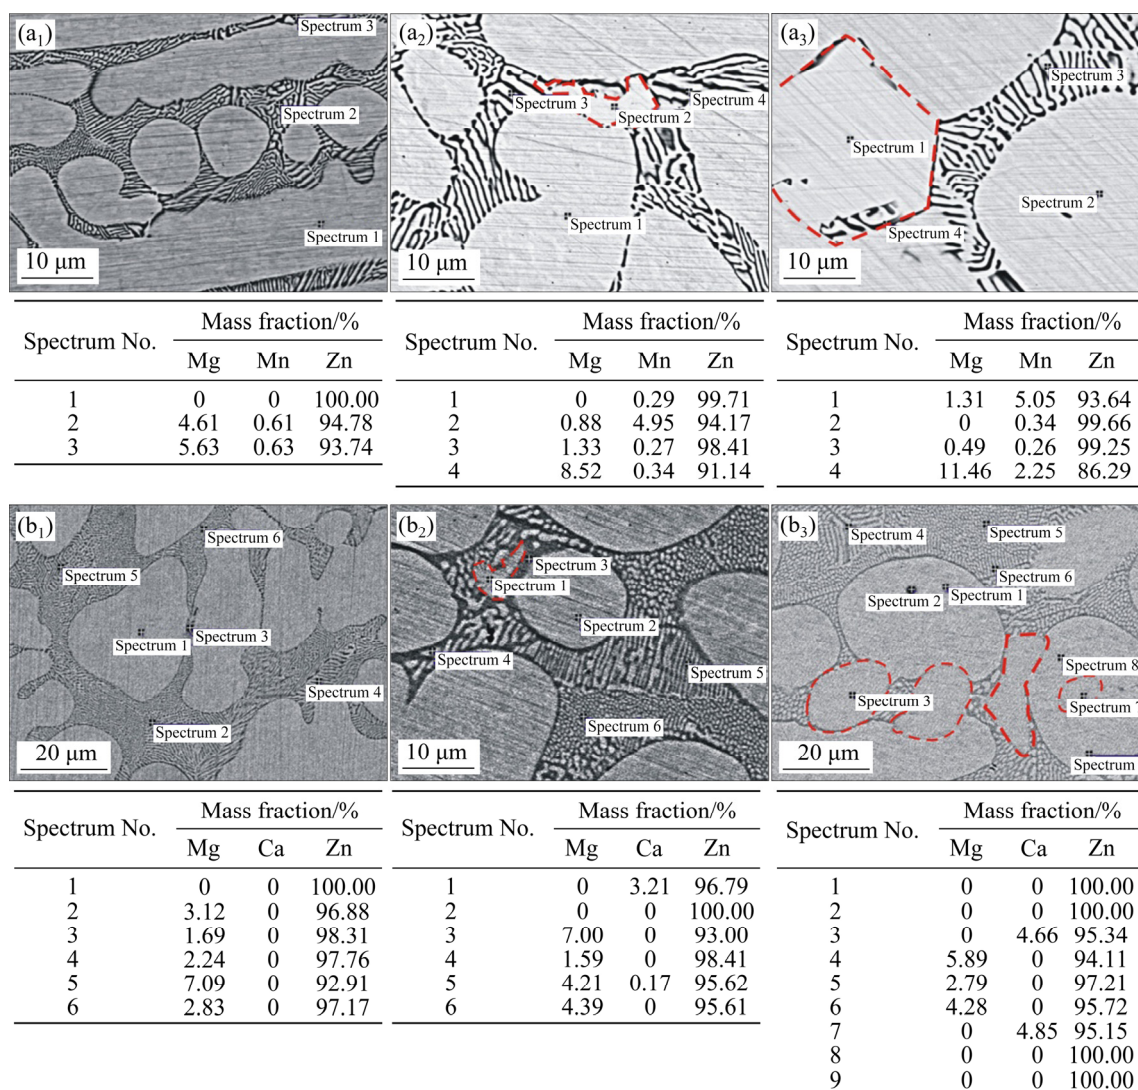 (a1)
Spectrum 3
Spectrum 2
Spectrum 1
10 μm
(a2)
Spectrum 3
Spectrum 4
Spectrum 2
Spectrum 1
10 μm
(a3)
Spectrum 3
Spectrum 1
Spectrum 2
Spectrum 4
10 μm
Spectrum No. Mass fraction/%
Mg Mn Zn
1 0 0 100.00
2 4.61 0.61 94.78
3 5.63 0.63 93.74
Spectrum No. Mass fraction/%
Mg Mn Zn
1 0 0.29 99.71
2 0.88 4.95 94.17
3 1.33 0.27 98.41
4 8.52 0.34 91.14
Spectrum No. Mass fraction/%
Mg Mn Zn
1 1.31 5.05 93.64
2 0 0.34 99.66
3 0.49 0.26 99.25
4 11.46 2.25 86.29
(b1)
Spectrum 6
Spectrum 5
Spectrum 1
Spectrum 3
Spectrum 4
Spectrum 2
20 μm
(b2)
Spectrum 3
Spectrum 1
Spectrum 2
Spectrum 4
Spectrum 5
Spectrum 6
10 μm
(b3)
Spectrum 4
Spectrum 5
Spectrum 6
Spectrum 2
Spectrum 1
Spectrum 8
Spectrum 3
Spectrum 7
Spectrum
20 μm
Spectrum No. Mass fraction/%
Mg Ca Zn
1 0 0 100.00
2 3.12 0 96.88
3 1.69 0 98.31
4 2.24 0 97.76
5 7.09 0 92.91
6 2.83 0 97.17
Spectrum No. Mass fraction/%
Mg Ca Zn
1 0 3.21 96.79
2 0 0 100.00
3 7.00 0 93.00
4 1.59 0 98.41
5 4.21 0.17 95.62
6 4.39 0 95.61
Spectrum No. Mass fraction/%
Mg Ca Zn
1 0 0 100.00
2 0 0 100.00
3 0 4.66 95.34
4 5.89 0 94.11
5 2.79 0 97.21
6 4.28 0 95.72
7 0 4.85 95.15
8 0 0 100.00
9 0 0 100.00